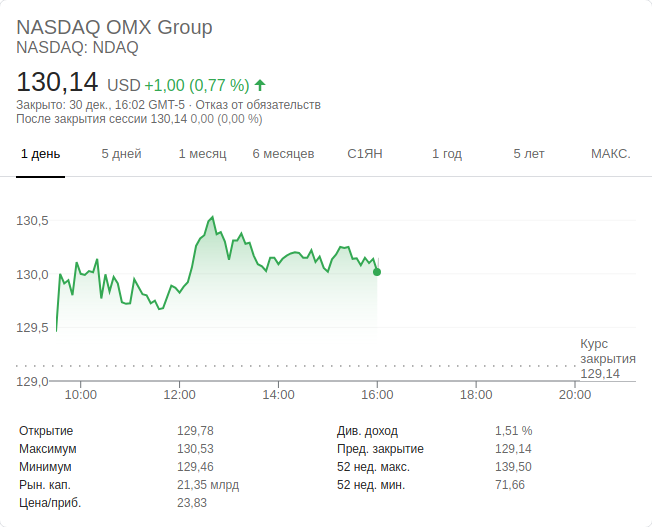 NASDAQ OMX Group
NASDAQ: NDAQ
130,14 USD +1,00 (0,77 %)
Закрыто: 30 дек., 16:02 GMT-5 · Отказ от обязательств
После закрытия сессии 130,14 0,00 (0,00 %)
1 день 5 дней 1 месяц 6 месяцев С1ЯН 1 год 5 лет МАКС.
130,5
130,0
129,5
Курс
закрытия
129,14
129,0
10:00 12:00 14:00 16:00 18:00 20:00
Открытие 129,78 Див. доход 1,51 %
Максимум 130,53 Пред. закрытие 129,14
Минимум 129,46 52 нед. макс. 139,50
Рын. кап. 21,35 млрд 52 нед. мин. 71,66
Цена/приб. 23,83